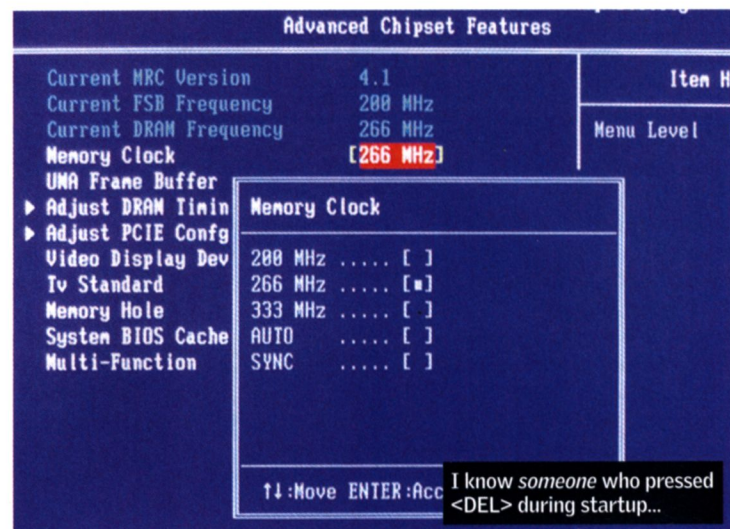 Advanced Chipset Features
Current MRC Version 4.1
Current FSB Frequency 200 MHz
Current DRAM Frequency 266 MHz
Memory Clock [266 MHz]
UMA Frame Buffer
▶ Adjust DRAM Timin
▶ Adjust PCIE Confg
Video Display Dev
Tv Standard
Memory Hole
System BIOS Cache
Multi-Function
Item H
Menu Level
Memory Clock
200 MHz ..... [ ]
266 MHz ..... [■]
333 MHz ..... [ ]
AUTO ..... [ ]
SYNC ..... [ ]
↑↓:Move ENTER:Acc
I know someone who pressed
<DEL> during startup...